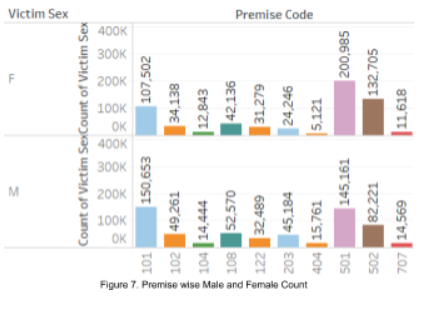 Victim Sex
Premise Code
F
Count of Victim Sex
400K
300K
200K
100K
0K
107,502
34,138
12,843
42,136
31,279
24,246
5,121
200,985
132,705
11,618
M
Count of Victim Sex
400K
300K
200K
100K
0K
150,653
49,261
14,444
52,570
32,489
45,184
15,761
145,161
82,221
14,569
101 102 104 108 122 203 404 501 502 707
Figure 7. Premise wise Male and Female Count